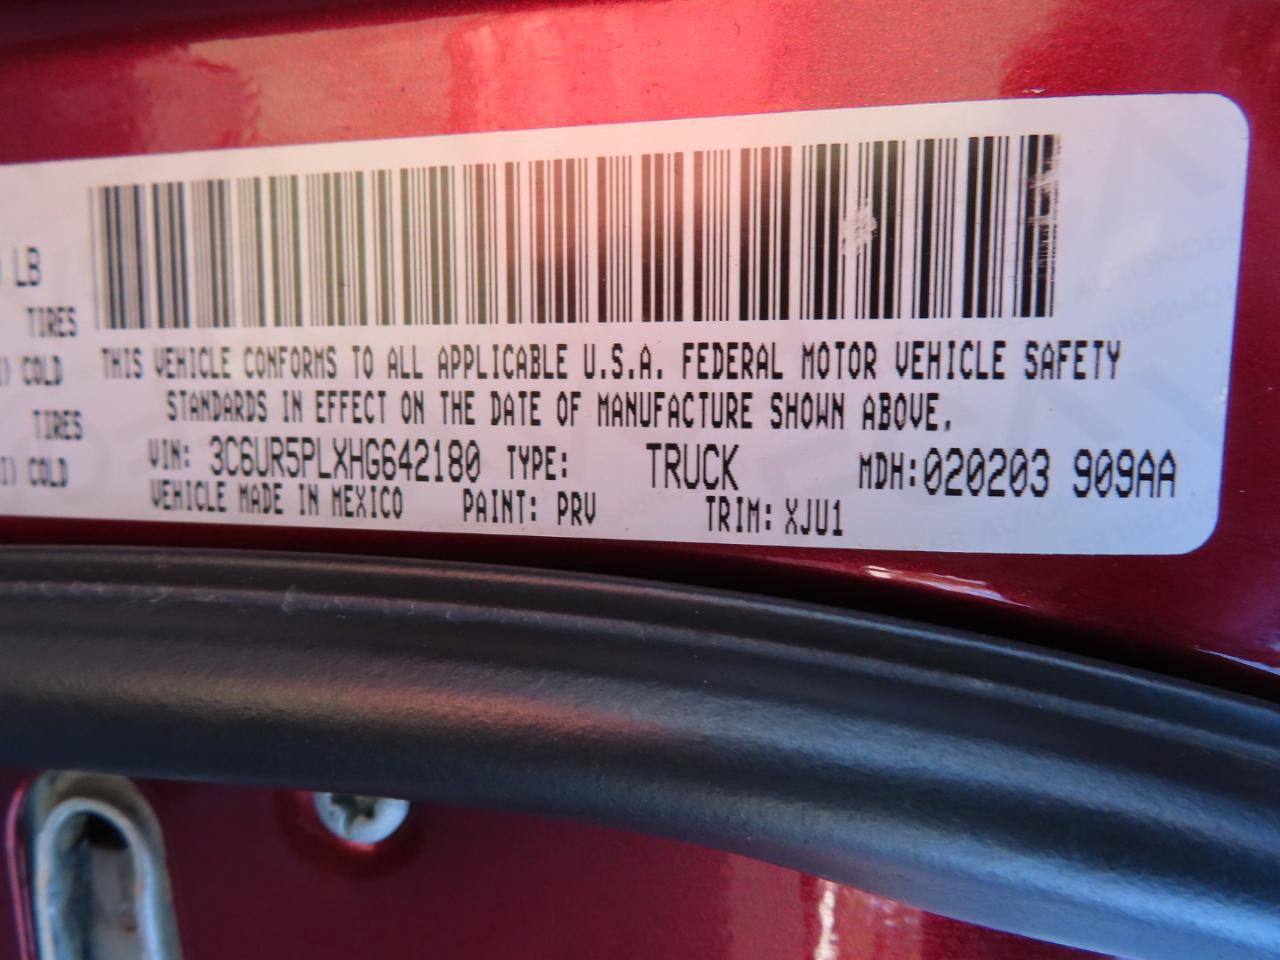 LB
TIRES
COLD
TIRES
COLD
THIS VEHICLE CONFORMS TO ALL APPLICABLE U.S.A. FEDERAL MOTOR VEHICLE SAFETY
STANDARDS IN EFFECT ON THE DATE OF MANUFACTURE SHOWN ABOVE.
VIN: 3C6UR5PLXHG642180 TYPE: TRUCK MDH:020203 909AA
VEHICLE MADE IN MEXICO PAINT: PRV TRIM: XJU1